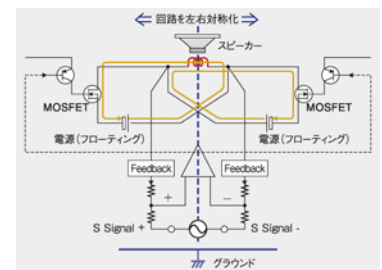 ⇐ 回路を左右対称化 ⇒
スピーカー
MOSFET
MOSFET
電源(フローティング)
電源(フローティング)
Feedback
Feedback
+
−
S Signal +
S Signal -
グラウンド